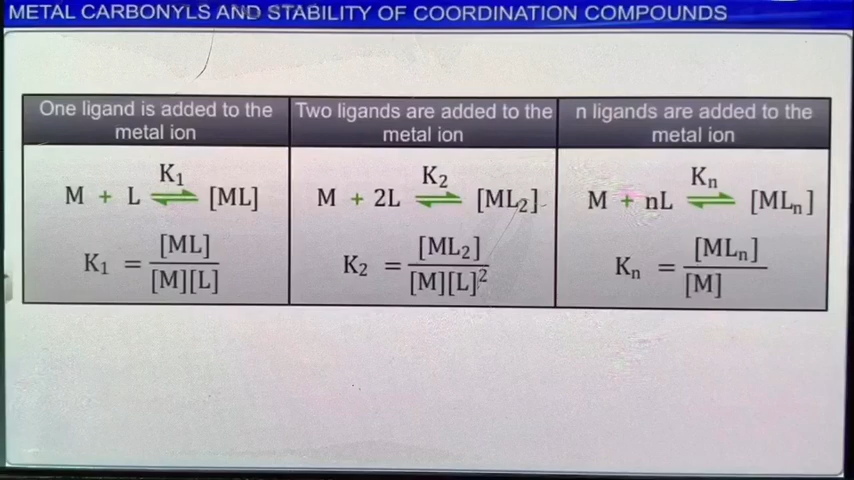 METAL CARBONYLS AND STABILITY OF COORDINATION COMPOUNDS
One ligand is added to the
metal ion
Two ligands are added to the
metal ion
n ligands are added to the
metal ion
K₁
M + L ⇌ [ML]
K₁ = [ML] / [M][L]
K₂
M + 2L ⇌ [ML₂]
K₂ = [ML₂] / [M][L]²
Kₙ
M + nL ⇌ [MLₙ]
Kₙ = [MLₙ] / [M]